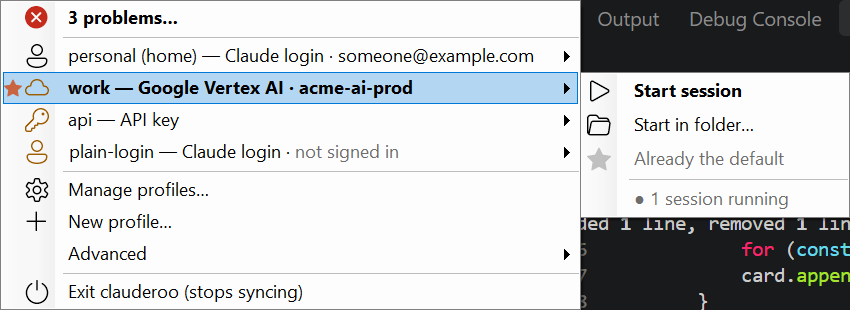 3 problems...
personal (home) — Claude login · someone@example.com
work — Google Vertex AI · acme-ai-prod
api — API key
plain-login — Claude login · not signed in
Manage profiles...
New profile...
Advanced
Exit clauderoo (stops syncing)
Output
Debug Console
Start session
Start in folder...
Already the default
● 1 session running
ded 1 line, removed 1 lin
for (const
card.appen
}